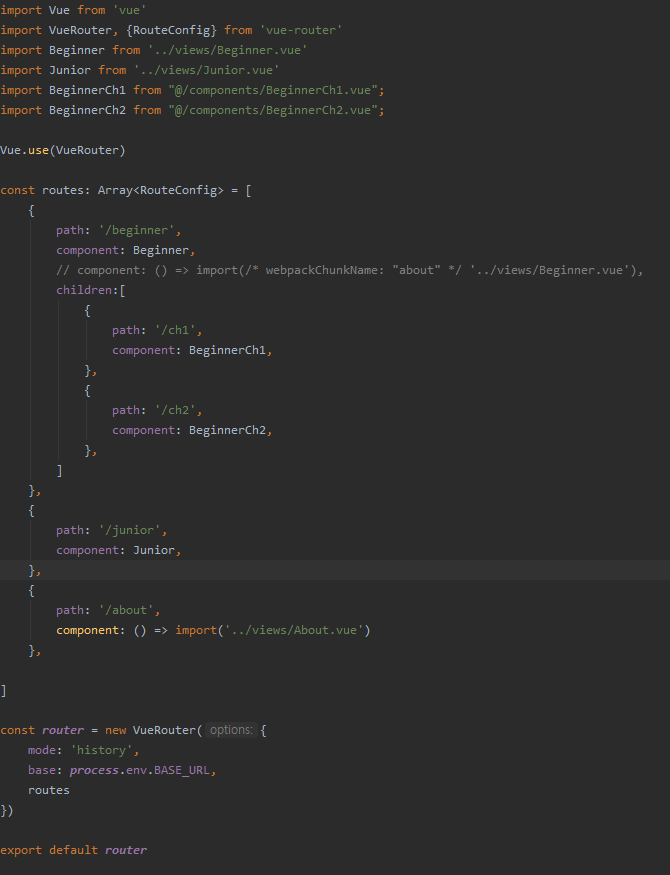 import Vue from 'vue'
import VueRouter, {RouteConfig} from 'vue-router'
import Beginner from '../views/Beginner.vue'
import Junior from '../views/Junior.vue'
import BeginnerCh1 from "@/components/BeginnerCh1.vue";
import BeginnerCh2 from "@/components/BeginnerCh2.vue";

Vue.use(VueRouter)

const routes: Array<RouteConfig> = [
    {
        path: '/beginner',
        component: Beginner,
        // component: () => import(/* webpackChunkName: "about" */ '../views/Beginner.vue'),
        children:[
            {
                path: '/ch1',
                component: BeginnerCh1,
            },
            {
                path: '/ch2',
                component: BeginnerCh2,
            },
        ]
    },
    {
        path: '/junior',
        component: Junior,
    },
    {
        path: '/about',
        component: () => import('../views/About.vue')
    },

]

const router = new VueRouter( options: {
    mode: 'history',
    base: process.env.BASE_URL,
    routes
})

export default router